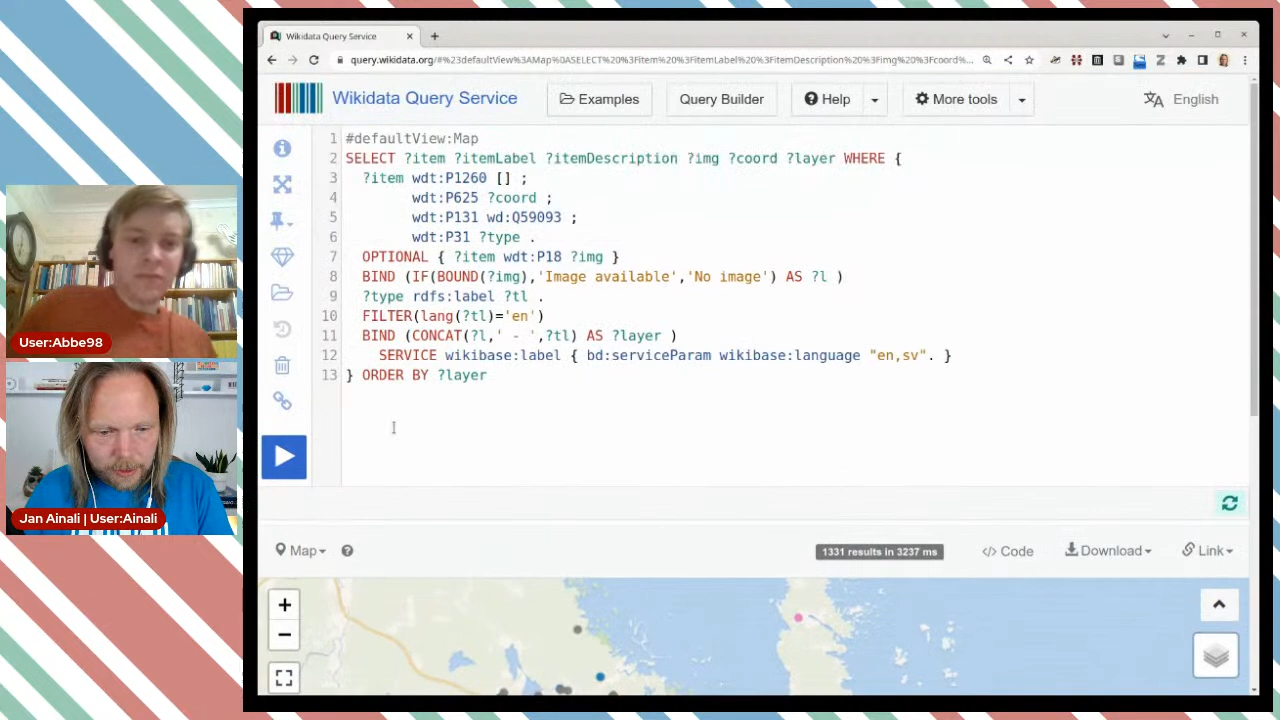 Wikidata Query Service
query.wikidata.org/#%23defaultView%3AMap%0ASELECT%20%3Fitem%20%3FitemLabel%20%3FitemDescription%20%3Fimg%20%3Fcoord%...
Wikidata Query Service
Examples
Query Builder
Help
More tools
English
1 #defaultView:Map
2 SELECT ?item ?itemLabel ?itemDescription ?img ?coord ?layer WHERE {
3 ?item wdt:P1260 [] ;
4 wdt:P625 ?coord ;
5 wdt:P131 wd:Q59093 ;
6 wdt:P31 ?type .
7 OPTIONAL { ?item wdt:P18 ?img }
8 BIND (IF(BOUND(?img),'Image available','No image') AS ?l )
9 ?type rdfs:label ?tl .
10 FILTER(lang(?tl)='en')
11 BIND (CONCAT(?l,' - ',?tl) AS ?layer )
12 SERVICE wikibase:label { bd:serviceParam wikibase:language "en,sv". }
13 } ORDER BY ?layer
User:Abbe98
Jan Ainali | User:Ainali
Map
1331 results in 3237 ms
</> Code
Download
Link
+
−